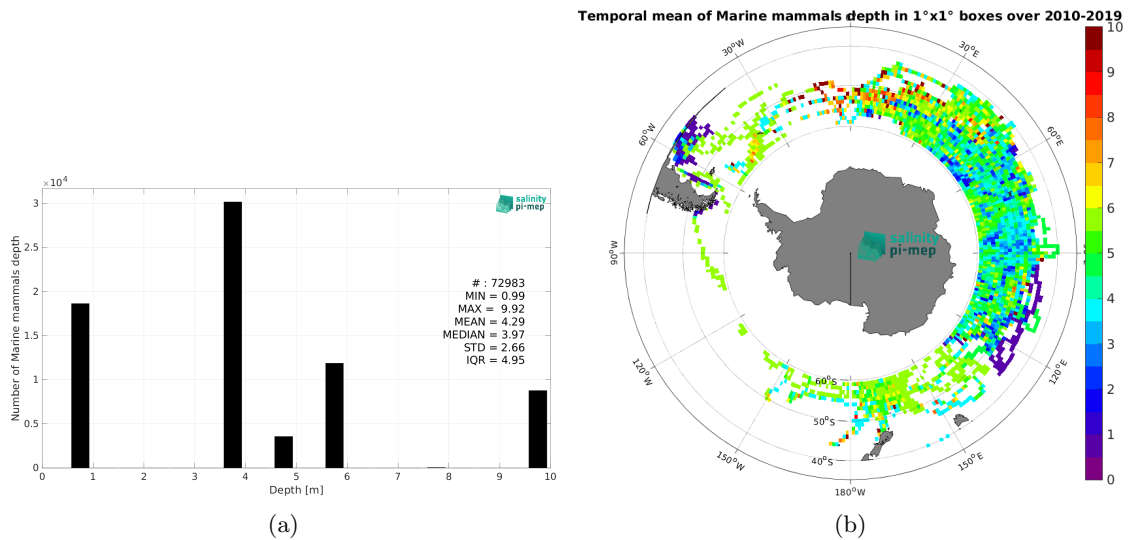 Temporal mean of Marine mammals depth in 1°x1° boxes over 2010-2019
×10⁴
3
2.5
2
1.5
1
0.5
0
Number of Marine mammals depth
0 1 2 3 4 5 6 7 8 9 10
Depth [m]
salinity
pi-mep
# : 72983
MIN = 0.99
MAX = 9.92
MEAN = 4.29
MEDIAN = 3.97
STD = 2.66
IQR = 4.95
(a)
30°W
30°E
60°W
60°E
90°W
120°W
120°E
150°W
150°E
180°W
60°S
50°S
40°S
salinity
pi-mep
10
9
8
7
6
5
4
3
2
1
0
(b)